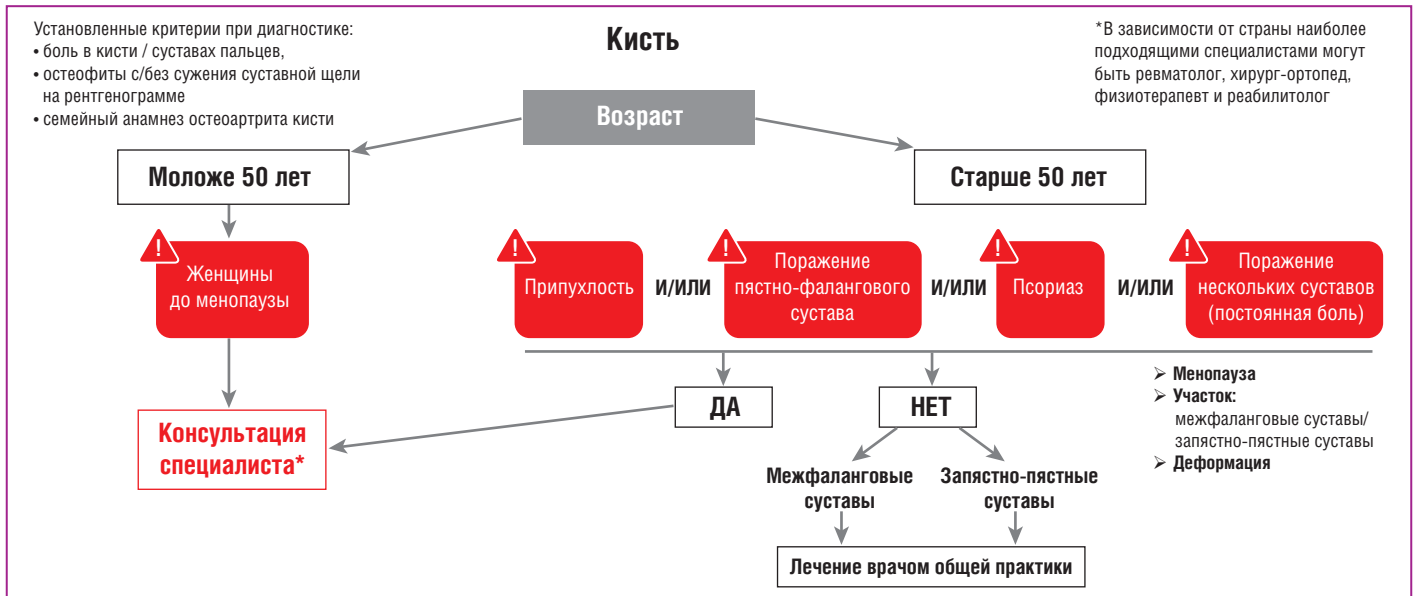 Установленные критерии при диагностике:
• боль в кисти / суставах пальцев,
• остеофиты с/без сужения суставной щели
на рентгенограмме
• семейный анамнез остеоартрита кисти
Кисть
*В зависимости от страны наиболее
подходящими специалистами могут
быть ревматолог, хирург-ортопед,
физиотерапевт и реабилитолог
Возраст
Моложе 50 лет
Старше 50 лет
!
Женщины
до менопаузы
!
Припухлость
И/ИЛИ
!
Поражение
пястно-фалангового
сустава
И/ИЛИ
!
Псориаз
И/ИЛИ
!
Поражение
нескольких суставов
(постоянная боль)
ДА
НЕТ
➢ Менопауза
➢ Участок:
межфаланговые суставы/
запястно-пястные суставы
➢ Деформация
Консультация
специалиста*
Межфаланговые
суставы
Запястно-пястные
суставы
Лечение врачом общей практики